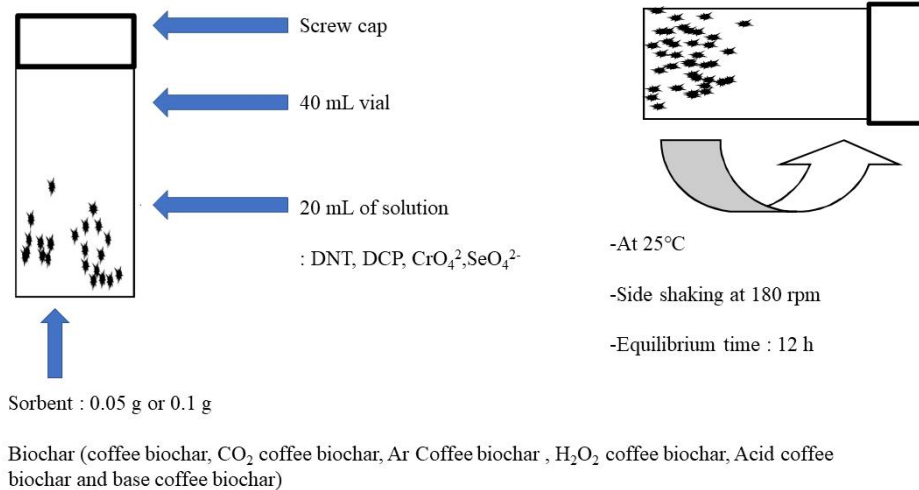 Screw cap
40 mL vial
20 mL of solution
: DNT, DCP, CrO₄²,SeO₄²⁻
-At 25°C
-Side shaking at 180 rpm
-Equilibrium time : 12 h
Sorbent : 0.05 g or 0.1 g
Biochar (coffee biochar, CO₂ coffee biochar, Ar Coffee biochar , H₂O₂ coffee biochar, Acid coffee
biochar and base coffee biochar)